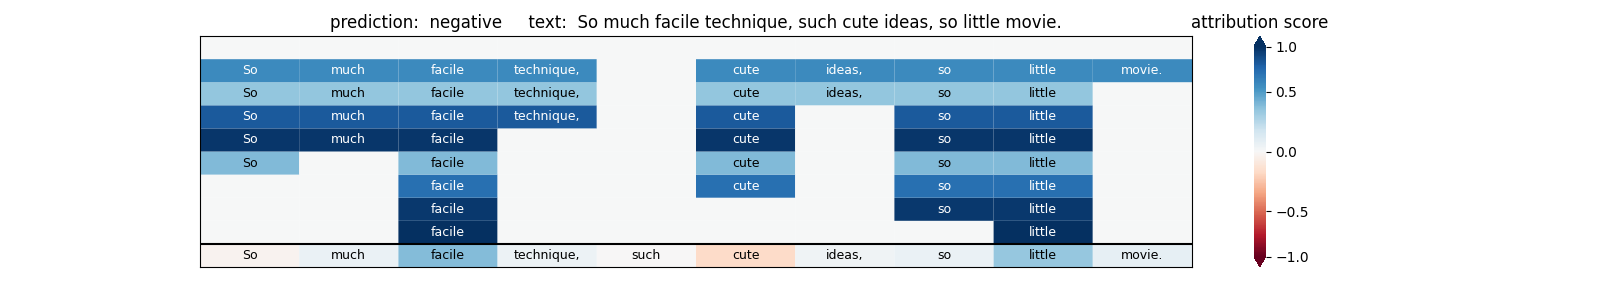 prediction:  negative     text:  So much facile technique, such cute ideas, so little movie.
attribution score
So much facile technique, cute ideas, so little movie.
So much facile technique, cute ideas, so little
So much facile technique, cute so little
So much facile cute so little
So facile cute so little
facile cute so little
facile so little
facile little
So much facile technique, such cute ideas, so little movie.
1.0
0.5
0.0
−0.5
−1.0